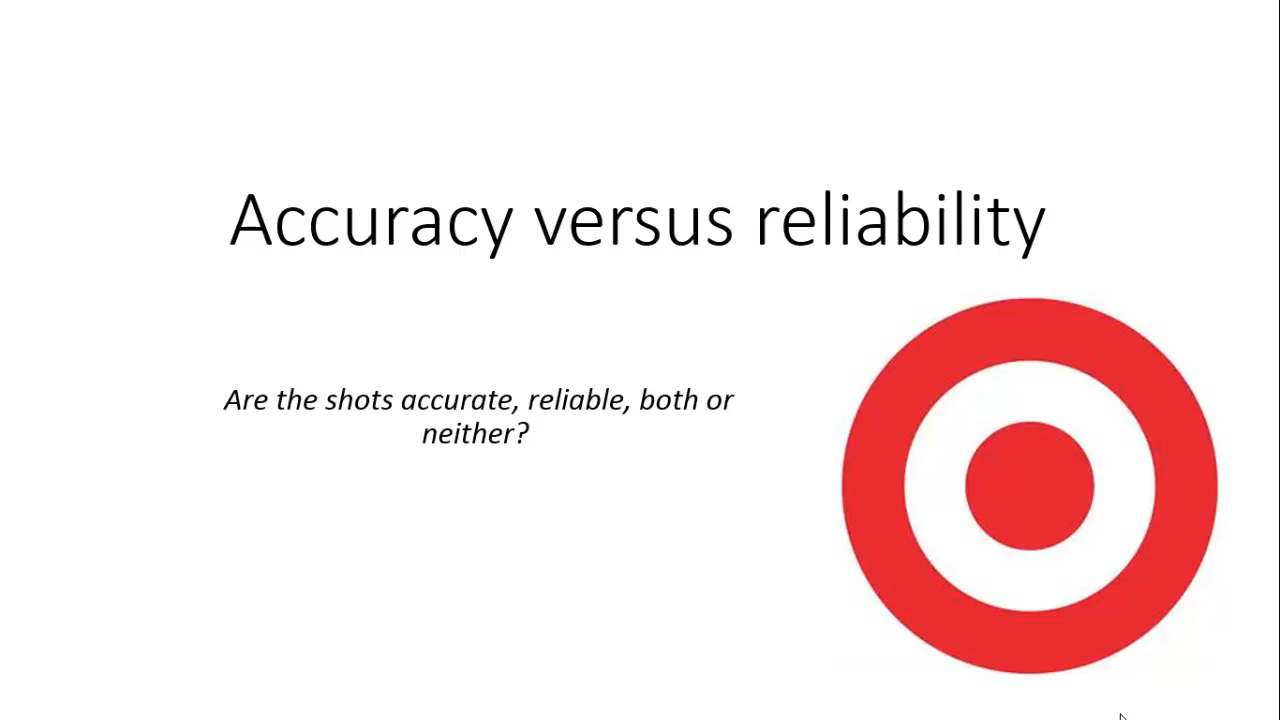 Accuracy versus reliability
Are the shots accurate, reliable, both or
neither?